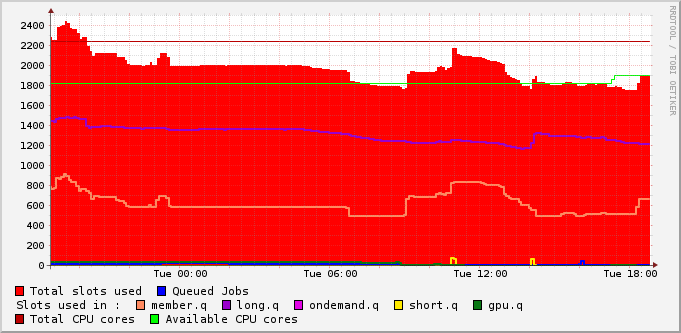 RRDTOOL / TOBI OETIKER
2400
2200
2000
1800
1600
1400
1200
1000
800
600
400
200
0
Tue 00:00 Tue 06:00 Tue 12:00 Tue 18:00
Total slots used Queued Jobs
Slots used in : member.q long.q ondemand.q short.q gpu.q
Total CPU cores Available CPU cores